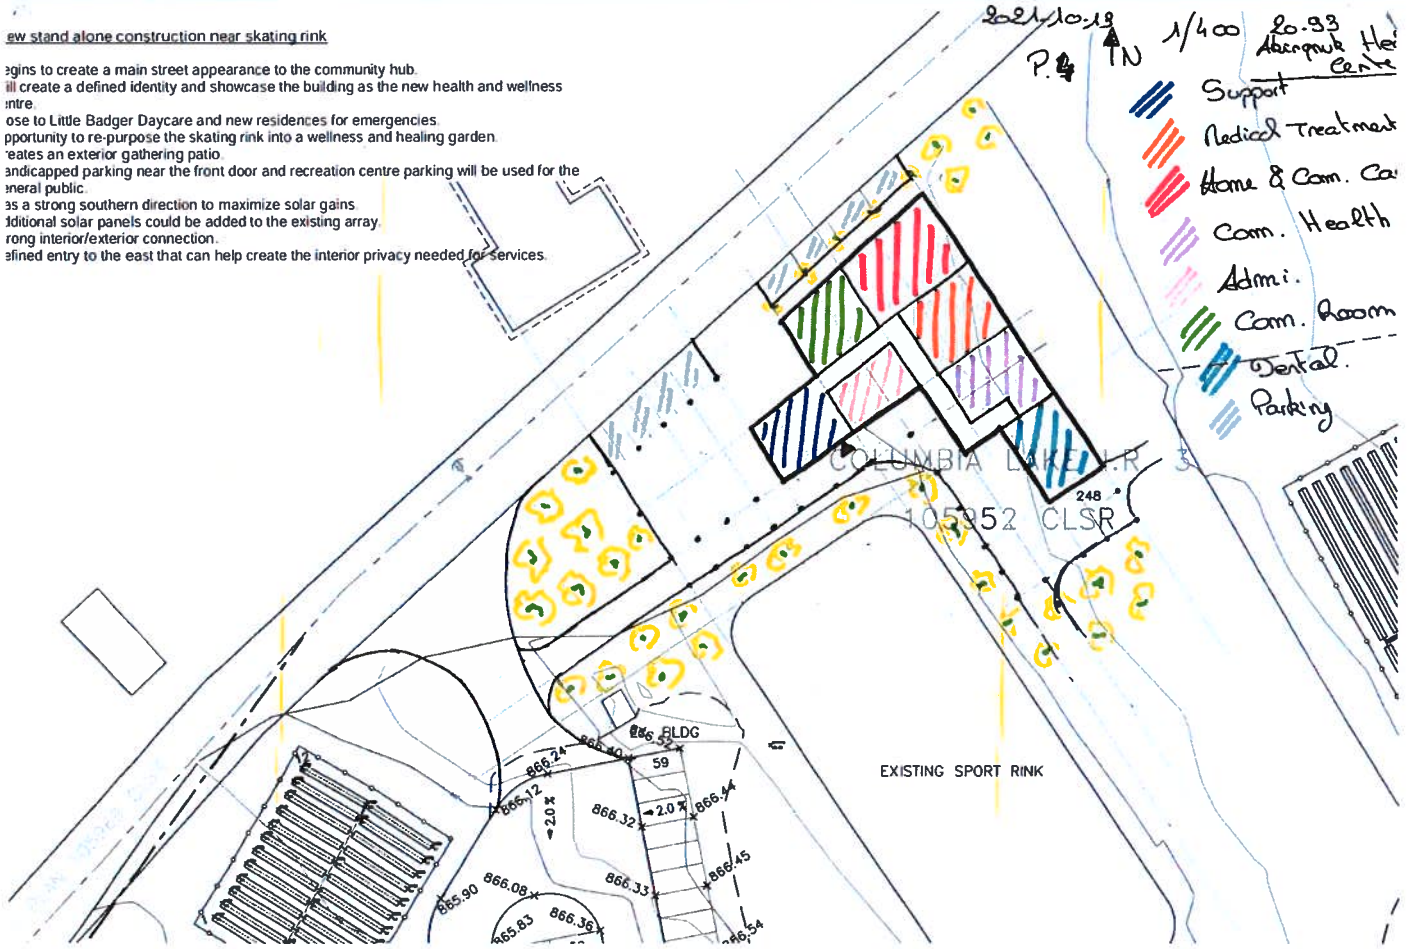 ew stand alone construction near skating rink
egins to create a main street appearance to the community hub.
ill create a defined identity and showcase the building as the new health and wellness
entre.
ose to Little Badger Daycare and new residences for emergencies.
pportunity to re-purpose the skating rink into a wellness and healing garden.
reates an exterior gathering patio.
andicapped parking near the front door and recreation centre parking will be used for the
eneral public.
as a strong southern direction to maximize solar gains.
dditional solar panels could be added to the existing array.
rong interior/exterior connection.
efined entry to the east that can help create the interior privacy needed for services.
2021-10-13
P.4
N
1/400
20-93
Support
Medical Treatment
Home & Com. Ca
Com. Health
Admi.
Com. Room
Dental.
Parking
COLUMBIA LAKE I.R 3
248
105952 CLSR
BLDG
866.52
866.40
59
866.24
866.12
2.0%
866.32
2.0%
866.44
EXISTING SPORT RINK
866.45
866.33
866.08
865.90
865.83
866.36
866.54